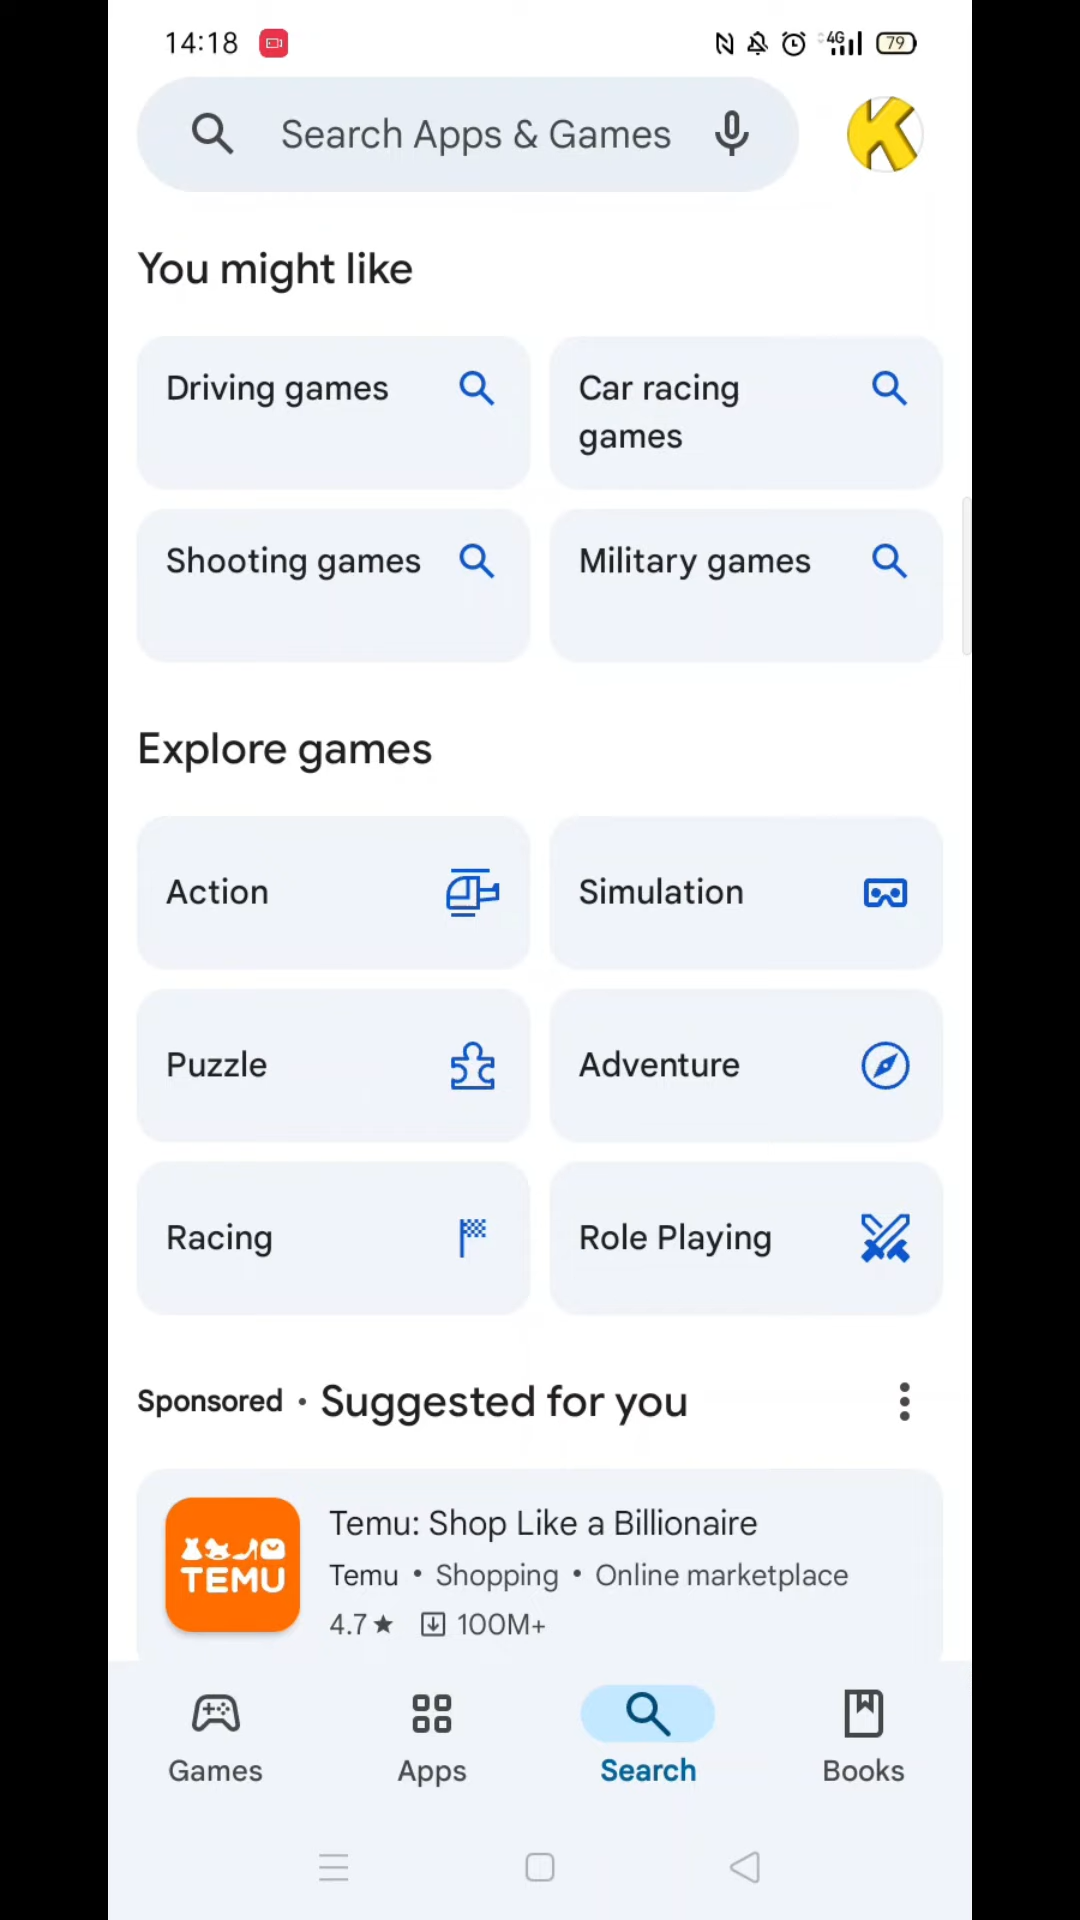 14:18
4G
79
Search Apps & Games
K
You might like
Driving games
Car racing
games
Shooting games
Military games
Explore games
Action
Simulation
Puzzle
Adventure
Racing
Role Playing
Sponsored • Suggested for you
TEMU
Temu: Shop Like a Billionaire
Temu • Shopping • Online marketplace
4.7★ 100M+
Games
Apps
Search
Books